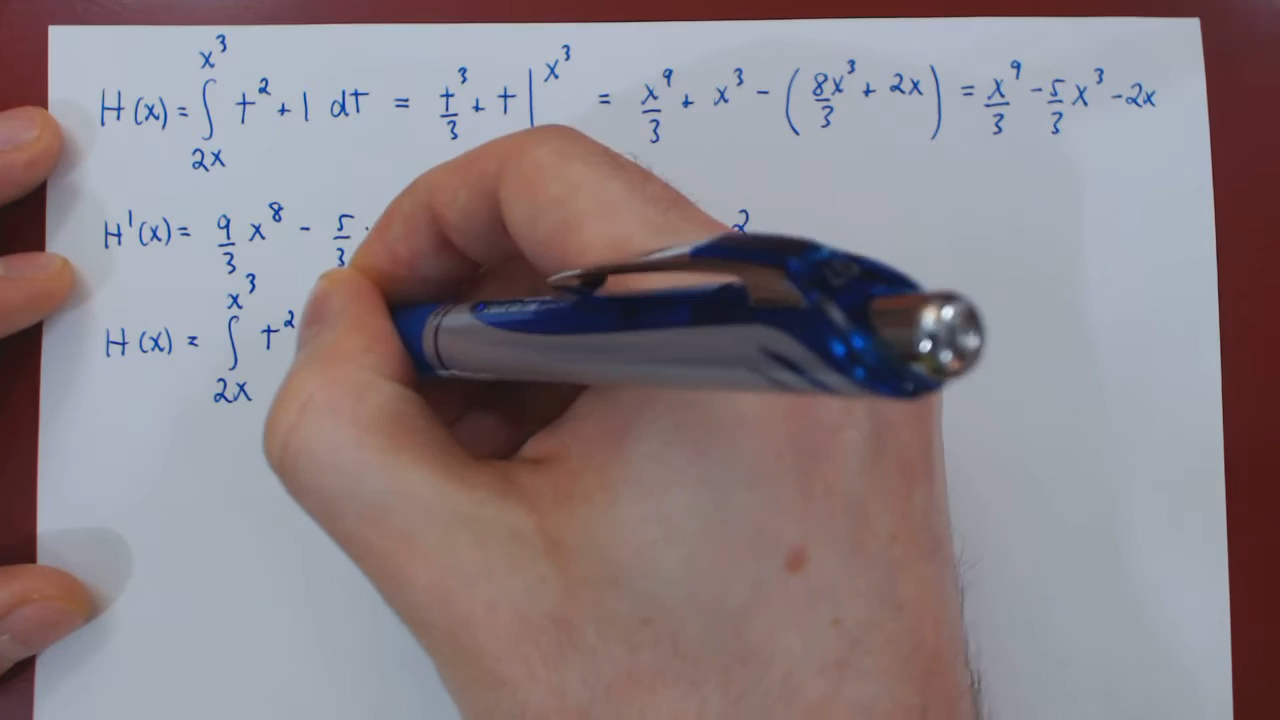 H(x) = ∫_{2x}^{x³} t² + 1 dt = t³/3 + t |^{x³} = x⁹/3 + x³ - (8x³/3 + 2x) = x⁹/3 - 5/3 x³ - 2x
H'(x) = 9/3 x⁸ - 5/3 2
H(x) = ∫_{2x}^{x³} t²